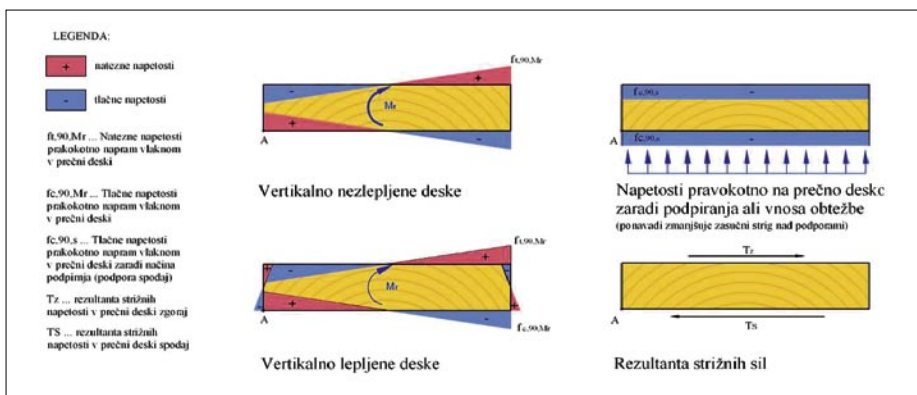 LEGENDA:
+ natezne napetosti
- tlačne napetosti
ft,90,Mr ... Natezne napetosti
prakokotno napram vlaknom
v prečni deski
fc,90,Mr ... Tlačne napetosti
prakokotno napram vlaknom
v prečni deski
fc,90,s ... Tlačne napetosti
prakokotno napram vlaknom
v prečni deski zaradi načina
podpirnja (podpora spodaj)
Tz ... rezultanta strižnih
napetosti v prečni deski zgoraj
TS ... rezultanta strižnih
napetosti v prečni deski spodaj
ft,90,Mr
-
+
Mr
+
-
A
Vertikalno nezlepljene deske
ft,90,Mr
+
-
+
-
Mr
-
+
-
+
A
fc,90,Mr
Vertikalno lepljene deske
fc,90,s
-
fc,90,s
-
A
Napetosti pravokotno na prečno desko
zaradi podpiranja ali vnosa obtežbe
(ponavadi zmanjšuje zasučni strig nad podporami)
Tz
A
TS
Rezultanta strižnih sil